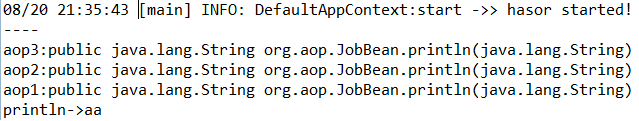 08/20 21:35:43 [main] INFO: DefaultAppContext:start ->> hasor started!
----
aop3:public java.lang.String org.aop.JobBean.println(java.lang.String)
aop2:public java.lang.String org.aop.JobBean.println(java.lang.String)
aop1:public java.lang.String org.aop.JobBean.println(java.lang.String)
println->aa